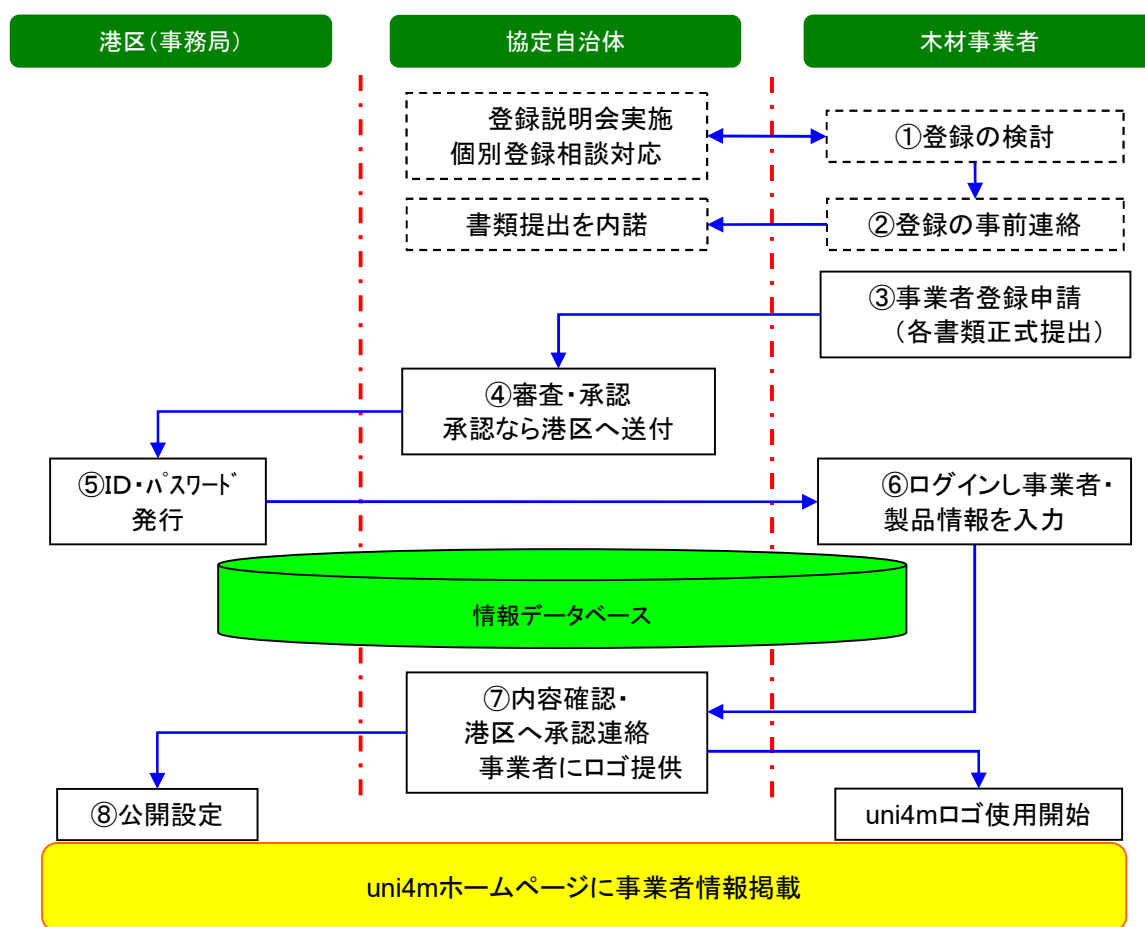 港区（事務局）
協定自治体
木材事業者
登録説明会実施
個別登録相談対応
①登録の検討
書類提出を内諾
②登録の事前連絡
③事業者登録申請
（各書類正式提出）
④審査・承認
承認なら港区へ送付
⑤ID・ﾊﾟｽﾜｰﾄﾞ
発行
⑥ログインし事業者・
製品情報を入力
情報データベース
⑦内容確認・
港区へ承認連絡
事業者にロゴ提供
⑧公開設定
uni4mロゴ使用開始
uni4mホームページに事業者情報掲載